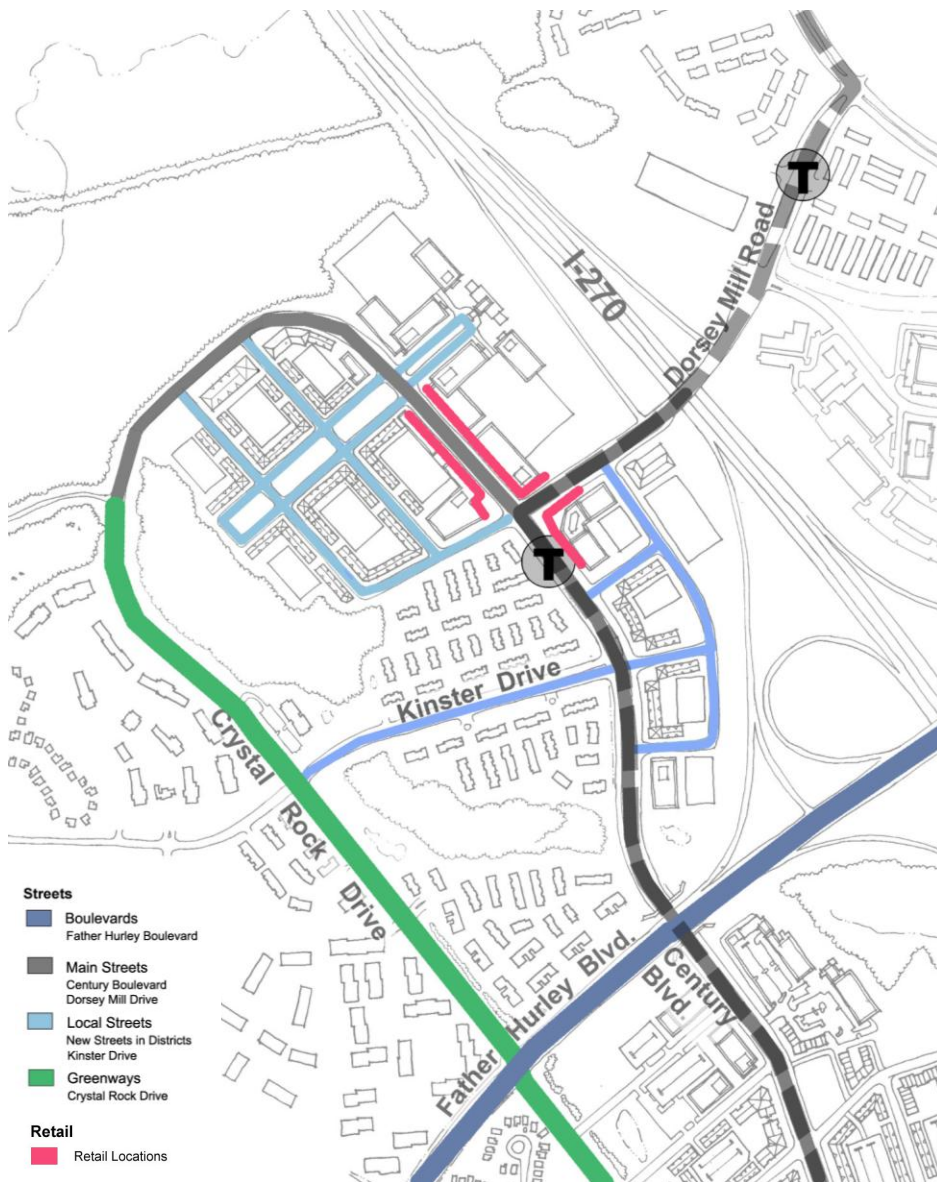 T
I-270
Dorsey Mill Road
T
Kinster Drive
Crystal Rock Drive
Father Hurley Blvd.
Century
Blvd.
Streets
Boulevards
Father Hurley Boulevard
Main Streets
Century Boulevard
Dorsey Mill Drive
Local Streets
New Streets in Districts
Kinster Drive
Greenways
Crystal Rock Drive
Retail
Retail Locations